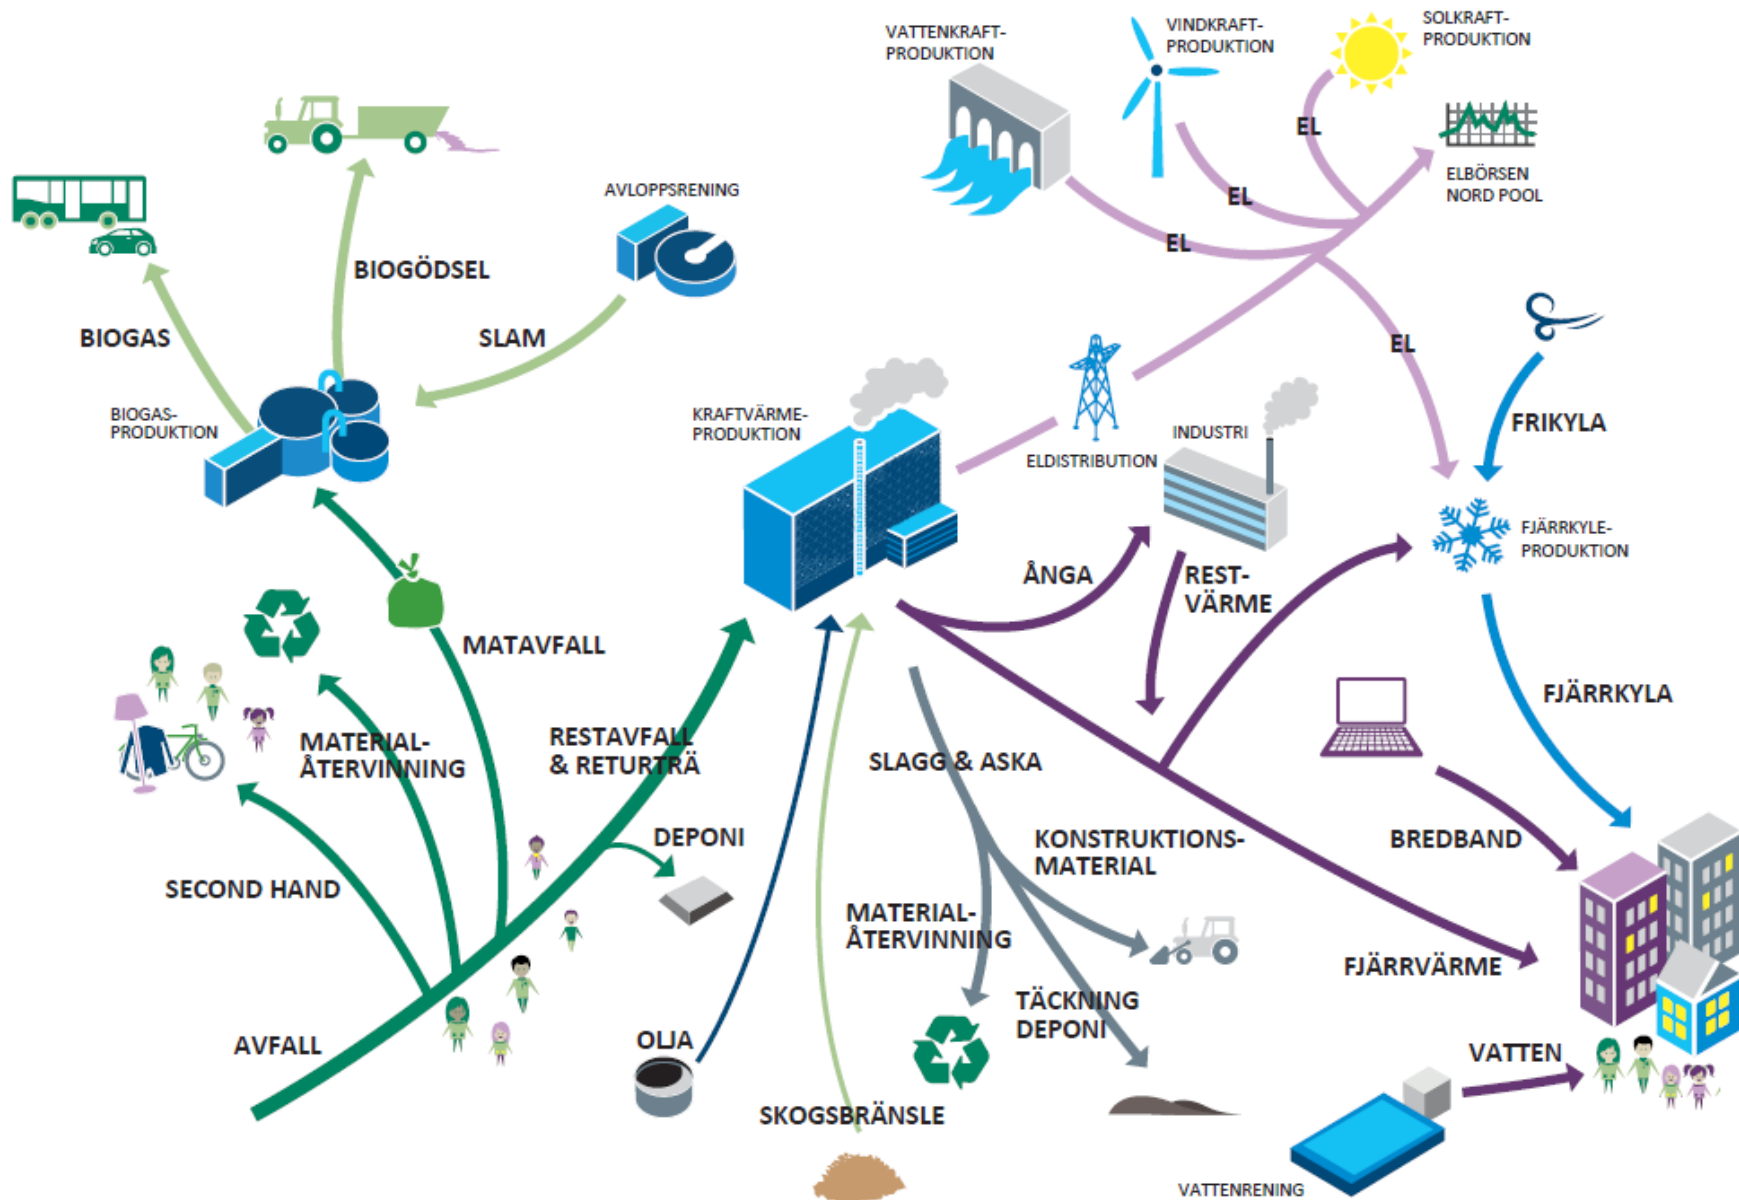 VATTENKRAFT-
PRODUKTION
VINDKRAFT-
PRODUKTION
SOLKRAFT-
PRODUKTION
EL
ELBÖRSEN
NORD POOL
EL
EL
AVLOPPSRENING
BIOGÖDSEL
BIOGAS
SLAM
EL
FRIKYLA
BIOGAS-
PRODUKTION
KRAFTVÄRME-
PRODUKTION
ELDISTRIBUTION
INDUSTRI
FJÄRRKYLE-
PRODUKTION
ÅNGA
REST-
VÄRME
MATAVFALL
FJÄRRKYLA
MATERIAL-
ÅTERVINNING
RESTAVFALL
& RETURTRÄ
SLAGG & ASKA
DEPONI
KONSTRUKTIONS-
MATERIAL
BREDBAND
SECOND HAND
MATERIAL-
ÅTERVINNING
FJÄRRVÄRME
TÄCKNING
DEPONI
AVFALL
OLJA
VATTEN
SKOGSBRÄNSLE
VATTENRENING